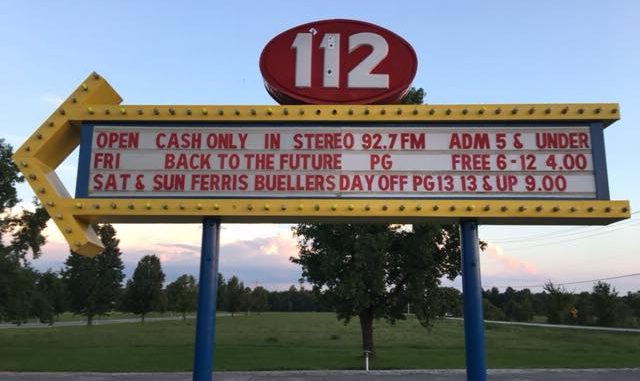 112
OPEN CASH ONLY IN STEREO 92.7 FM ADM 5 & UNDER
FRI BACK TO THE FUTURE PG FREE 6-12 4.00
SAT & SUN FERRIS BUELLERS DAY OFF PG13 13 & UP 9.00